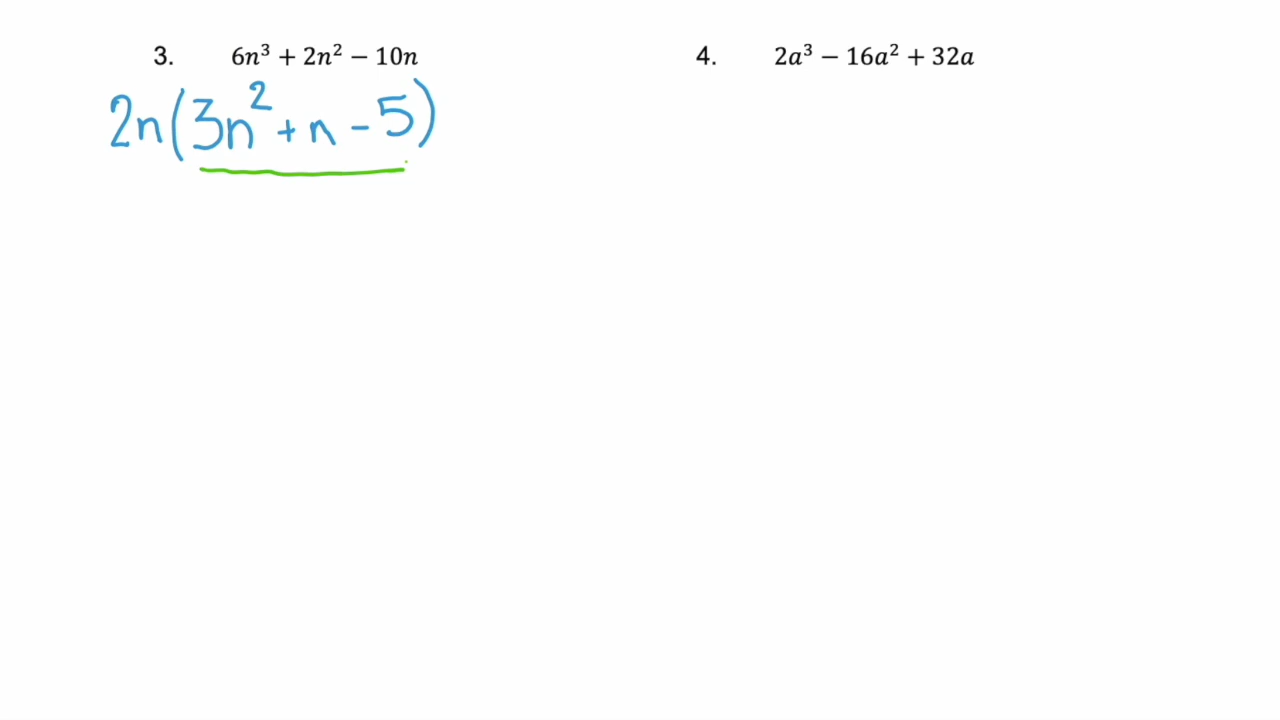 3. 6n³ + 2n² − 10n
2n(3n² + n − 5)
4. 2a³ − 16a² + 32a